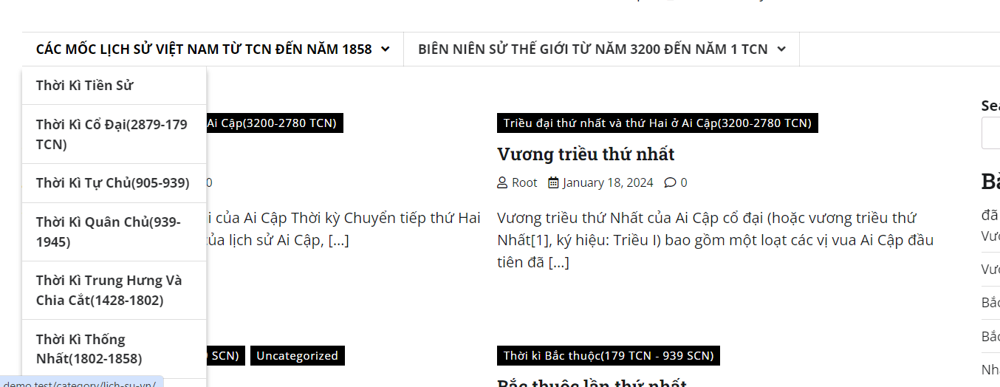 CÁC MỐC LỊCH SỬ VIỆT NAM TỪ TCN ĐẾN NĂM 1858
BIÊN NIÊN SỬ THẾ GIỚI TỪ NĂM 3200 ĐẾN NĂM 1 TCN
Thời Kì Tiền Sử
Thời Kì Cổ Đại(2879-179
TCN)
Thời Kì Tự Chủ(905-939)
Thời Kì Quân Chủ(939-
1945)
Thời Kì Trung Hưng Và
Chia Cắt(1428-1802)
Thời Kì Thống
Nhất(1802-1858)
Ai Cập(3200-2780 TCN)
0
của Ai Cập Thời kỳ Chuyển tiếp thứ Hai
của lịch sử Ai Cập, [...]
SCN)
Uncategorized
Triều đại thứ nhất và thứ Hai ở Ai Cập(3200-2780 TCN)
Vương triều thứ nhất
Root January 18, 2024 0
Vương triều thứ Nhất của Ai Cập cổ đại (hoặc vương triều thứ
Nhất[1], ký hiệu: Triều I) bao gồm một loạt các vị vua Ai Cập đầu
tiên đã [...]
Thời kì Bắc thuộc(179 TCN - 939 SCN)
Bắc thuộc lần thứ nhất
đã
demo.test/category/lich-su-vn/